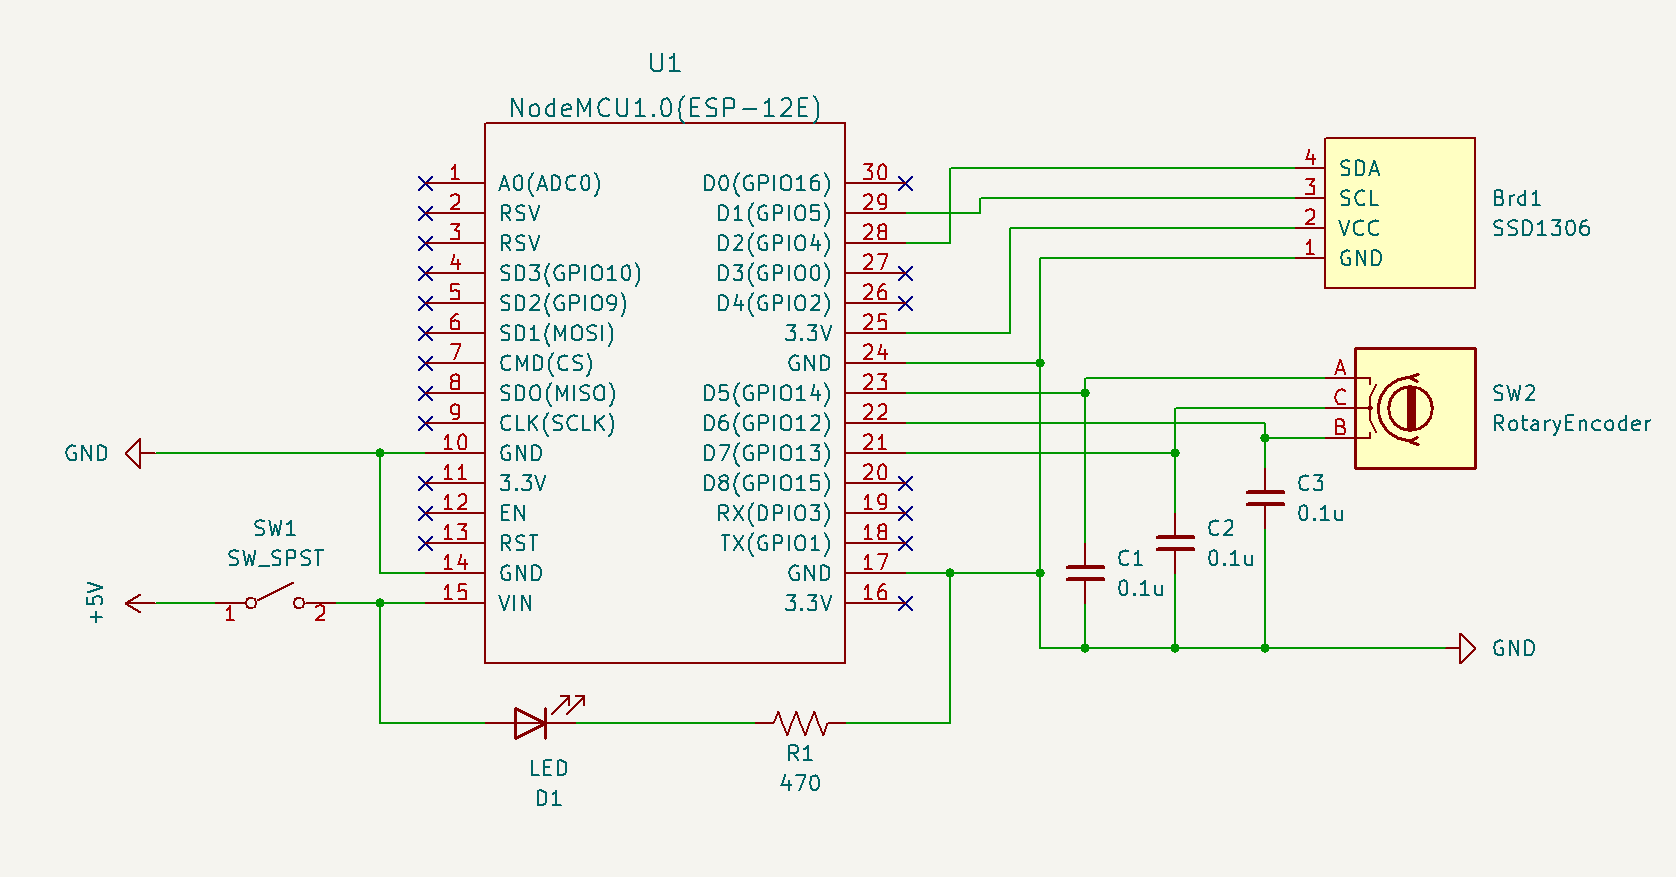 U1
NodeMCU1.0(ESP-12E)
1 A0(ADC0)
2 RSV
3 RSV
4 SD3(GPIO10)
5 SD2(GPIO9)
6 SD1(MOSI)
7 CMD(CS)
8 SDO(MISO)
9 CLK(SCLK)
10 GND
11 3.3V
12 EN
13 RST
14 GND
15 VIN
D0(GPIO16) 30
D1(GPIO5) 29
D2(GPIO4) 28
D3(GPIO0) 27
D4(GPIO2) 26
3.3V 25
GND 24
D5(GPIO14) 23
D6(GPIO12) 22
D7(GPIO13) 21
D8(GPIO15) 20
RX(DPIO3) 19
TX(GPIO1) 18
GND 17
3.3V 16
GND
SW1
SW_SPST
+5V
1 2
LED
D1
R1
470
4 SDA
3 SCL
2 VCC
1 GND
Brd1
SSD1306
A
C
B
SW2
RotaryEncoder
C3
0.1u
C2
0.1u
C1
0.1u
GND